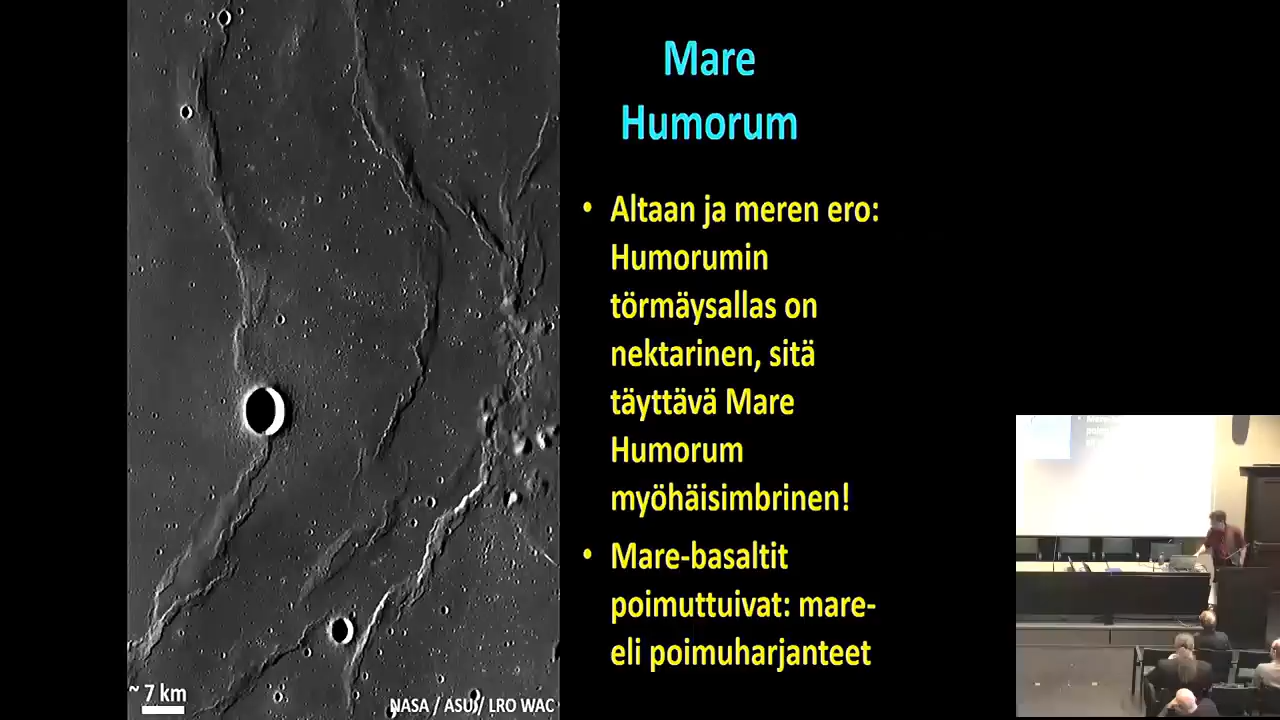 Mare
Humorum
• Altaan ja meren ero:
Humorumin
törmäysallas on
nektarinen, sitä
täyttävä Mare
Humorum
myöhäisimbrinen!
• Mare-basaltit
poimuttuivat: mare-
eli poimuharjanteet
~ 7 km
NASA / ASU / LRO WAC